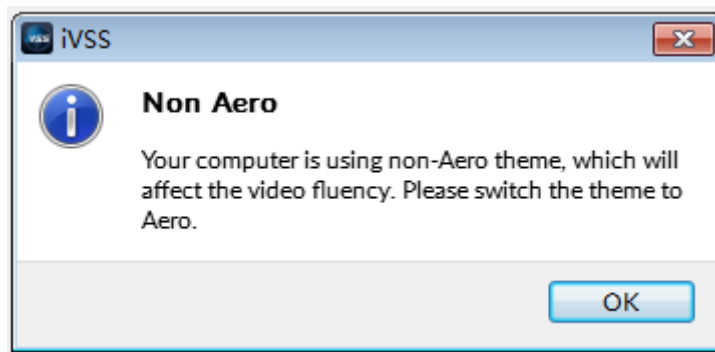 iVSS
Non Aero
Your computer is using non-Aero theme, which will
affect the video fluency. Please switch the theme to
Aero.
OK